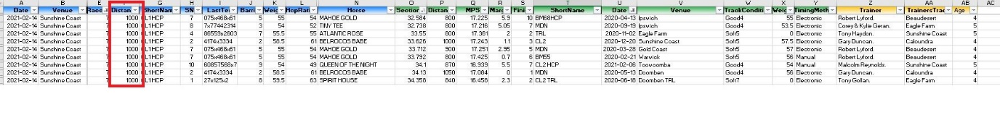 A B E F G H I J K L N O P Q R S T U V W X Y Z AA AB AC
Date Venue Race Distan ShortNam SN LastTe Barri Weig HcpRat Horse Section Distan MPS Mar Fini ShortName Date Venue TrackConditi Weig TimingMeth Trainer TrainersTra Age
2021-02-14 Sunshine Coast 7 1000 L1HCP 7 075x468x61 5 55 54 MAHOE GOLD 32.584 800 17.225 5.9 10 BM68HCP 2020-04-13 Ipswich Good4 55 Electronic Robert Lyford. Beaudesert 4
2021-02-14 Sunshine Coast 7 1000 L1HCP 8 7x77442314 3 54 52 TINY TEE 32.738 800 17.216 5.05 7 MDN 2020-09-19 Ipswich Good4 53.5 Electronic Corey & Kylie Geran. Eagle Farm 5
2021-02-14 Sunshine Coast 7 1000 L1HCP 4 86559x2603 7 55.5 55 ATLANTIC ROSE 33.55 800 17.361 2 2 TRL 2020-11-02 Eagle Farm Soft5 0 Electronic Tony Haydon. Sunshine Coast 5
2021-02-14 Sunshine Coast 7 1000 L1HCP 2 4174x3334 2 58.5 61 BELROCOS BABE 33.626 1000 17.243 1.1 3 CL2 2020-12-20 Sunshine Coast Soft5 57.5 Electronic Gary Duncan. Caloundra 4
2021-02-14 Sunshine Coast 7 1000 L1HCP 7 075x468x61 5 55 54 MAHOE GOLD 33.712 900 17.251 2.95 5 MDN 2020-03-28 Gold Coast Soft5 57 Electronic Robert Lyford. Beaudesert 4
2021-02-14 Sunshine Coast 7 1000 L1HCP 7 075x468x61 5 55 54 MAHOE GOLD 33.792 800 17.425 0.7 6 BM55 2020-02-21 Warwick Soft5 56 Manual Robert Lyford. Beaudesert 4
2021-02-14 Sunshine Coast 7 1000 L1HCP 10 60857568x7 9 54 49 QUEEN OF THE NIGHT 34.1 870 16.939 5.5 7 CL2 HCP 2021-02-06 Toowoomba Good4 54 Manual Malcolm Reynolds. Sunshine Coast 5
2021-02-14 Sunshine Coast 7 1000 L1HCP 2 4174x3334 2 58.5 61 BELROCOS BABE 34.13 1050 17.084 0 1 MDN 2020-05-13 Doomben Good4 56 Electronic Gary Duncan. Caloundra 4
2021-02-14 Sunshine Coast 7 1000 L1HCP 1 27x125x2 8 59.5 63 SPIRIT HOUSE 34.358 840 16.458 2.3 2 CL2 TRL 2020-06-16 Doomben TRL Soft7 0 Electronic Tony Gollan. Eagle Farm 4